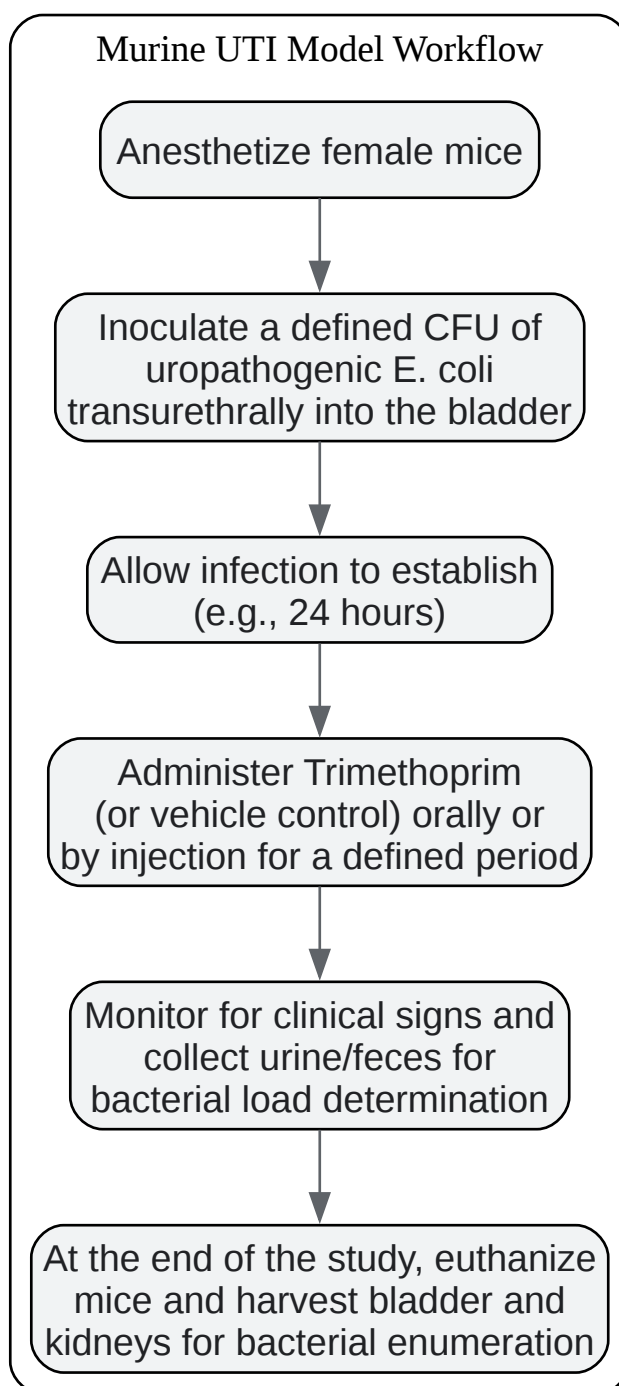 Murine UTI Model Workflow
Anesthetize female mice
Inoculate a defined CFU of
uropathogenic E. coli
transurethrally into the bladder
Allow infection to establish
(e.g., 24 hours)
Administer Trimethoprim
(or vehicle control) orally or
by injection for a defined period
Monitor for clinical signs and
collect urine/feces for
bacterial load determination
At the end of the study, euthanize
mice and harvest bladder and
kidneys for bacterial enumeration